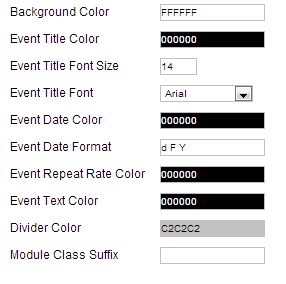 Background Color FFFFFF
Event Title Color 000000
Event Title Font Size 14
Event Title Font Arial
Event Date Color 000000
Event Date Format d F Y
Event Repeat Rate Color 000000
Event Text Color 000000
Divider Color C2C2C2
Module Class Suffix